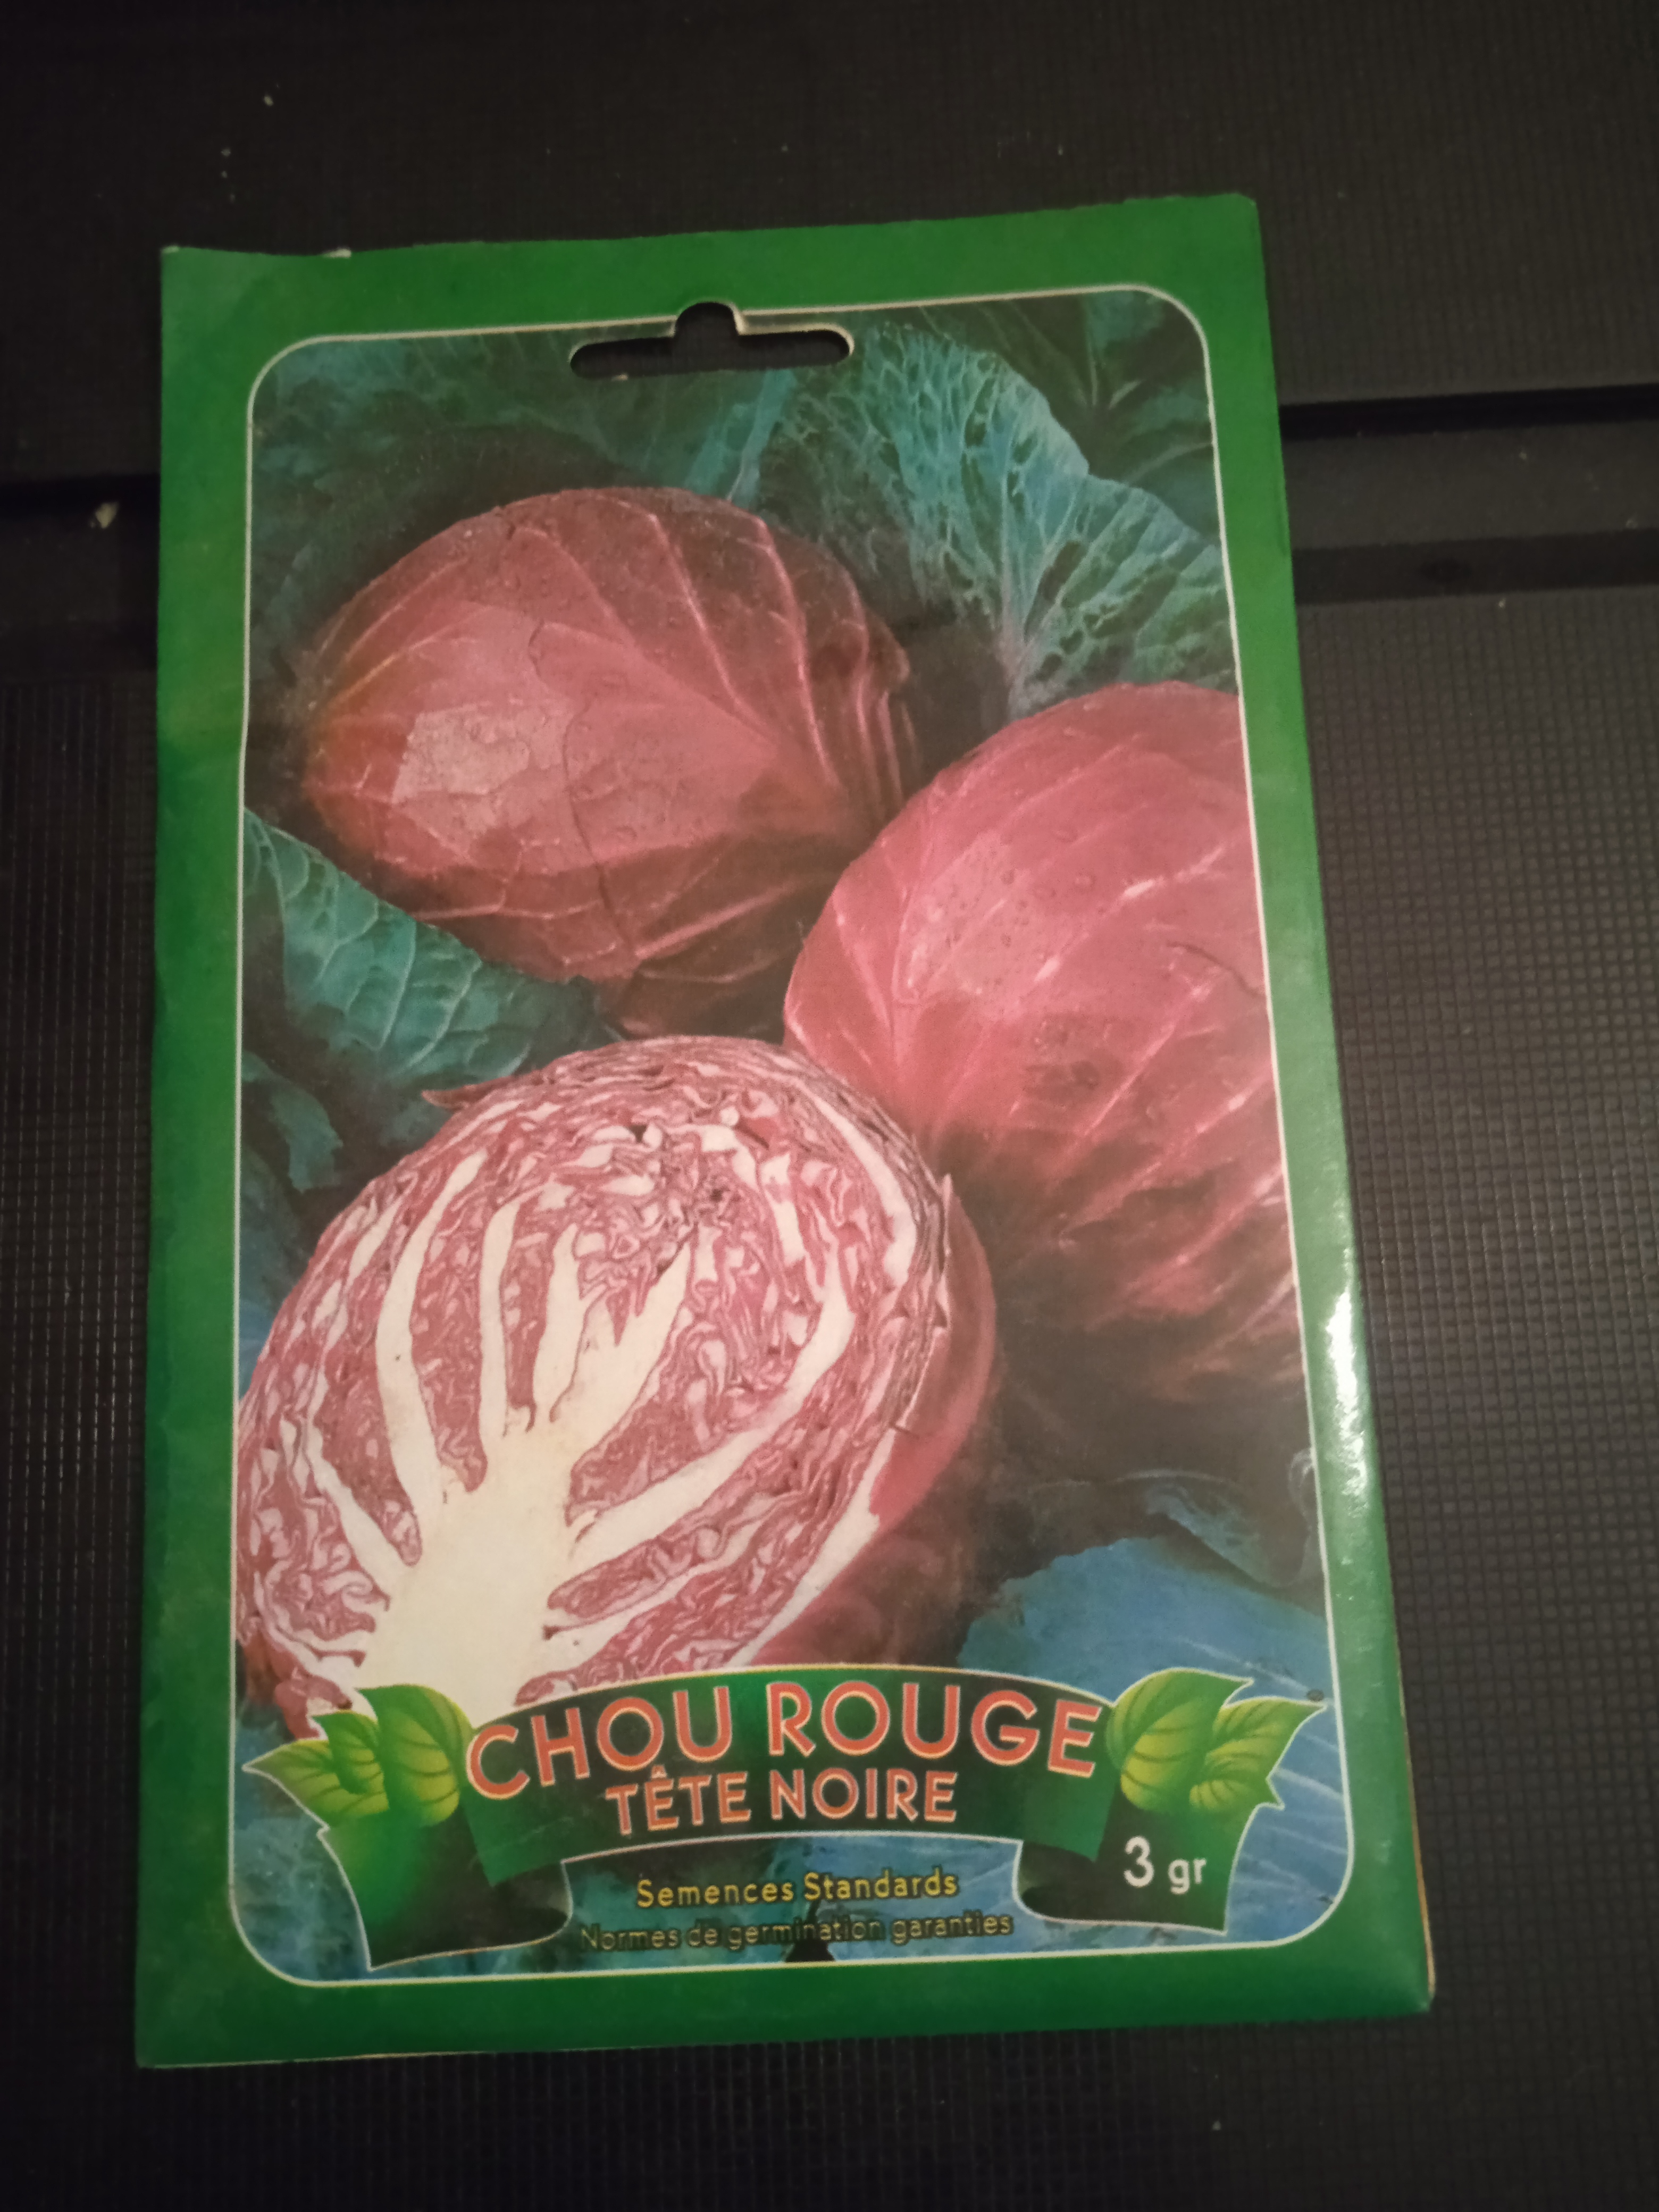 CHOU ROUGE
TÊTE NOIRE
3 gr
Semences Standards
Normes de germination garanties